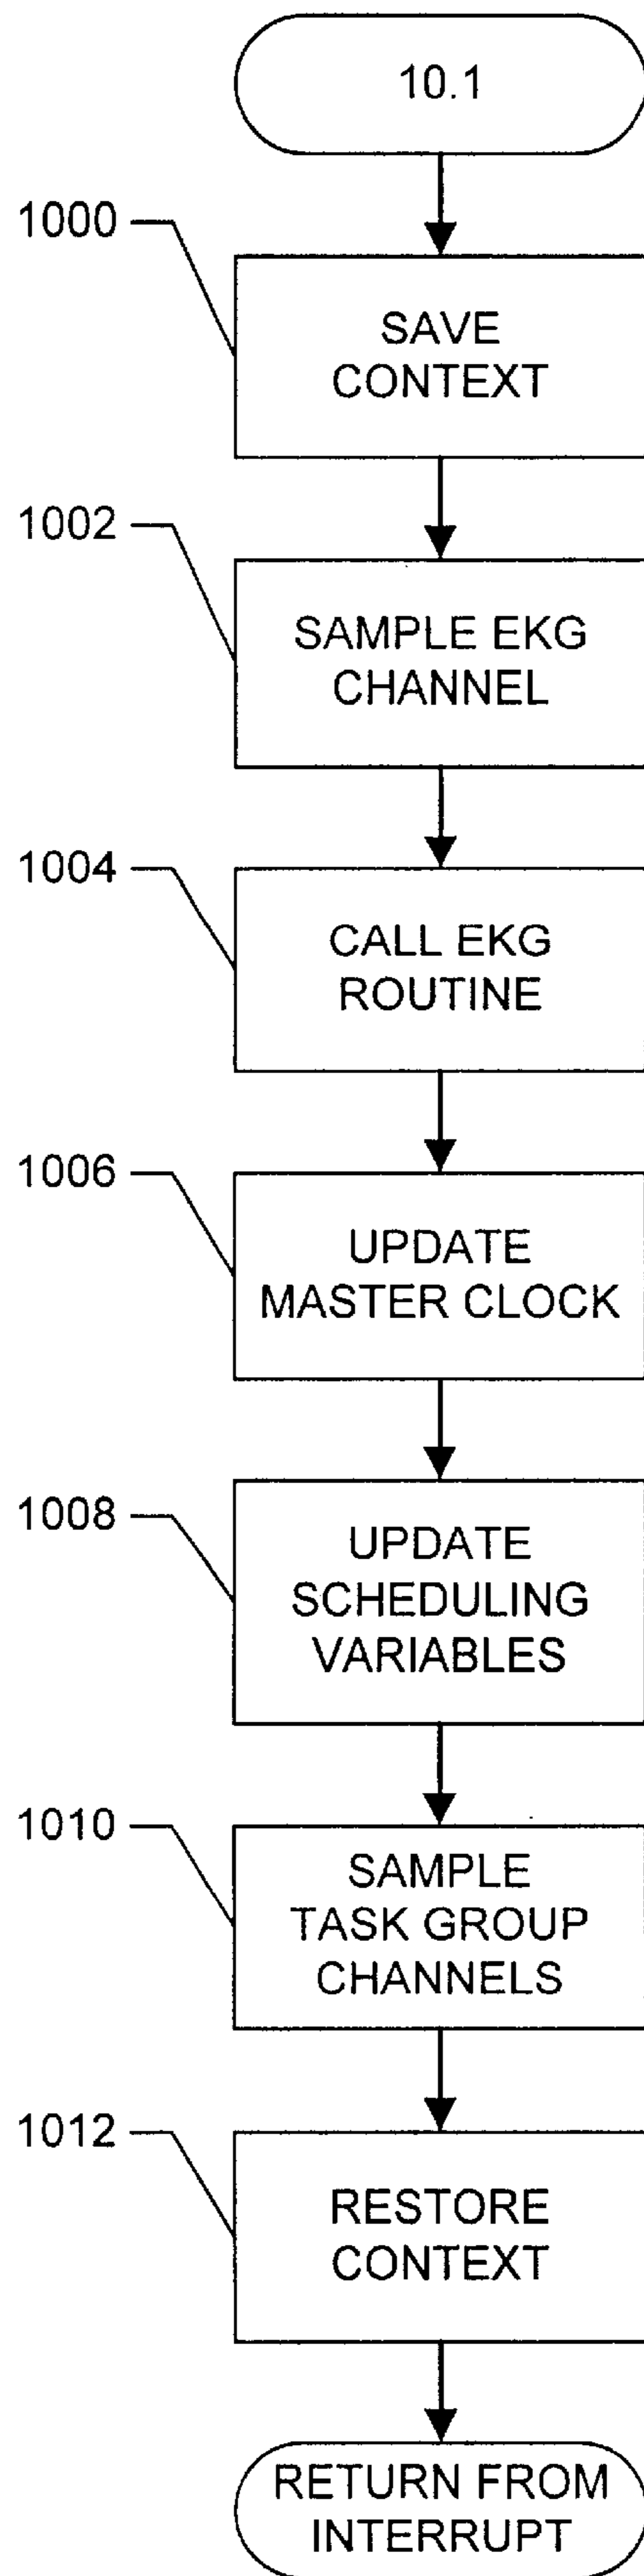 10.1
1000
SAVE
CONTEXT
1002
SAMPLE EKG
CHANNEL
1004
CALL EKG
ROUTINE
1006
UPDATE
MASTER CLOCK
1008
UPDATE
SCHEDULING
VARIABLES
1010
SAMPLE
TASK GROUP
CHANNELS
1012
RESTORE
CONTEXT
RETURN FROM
INTERRUPT